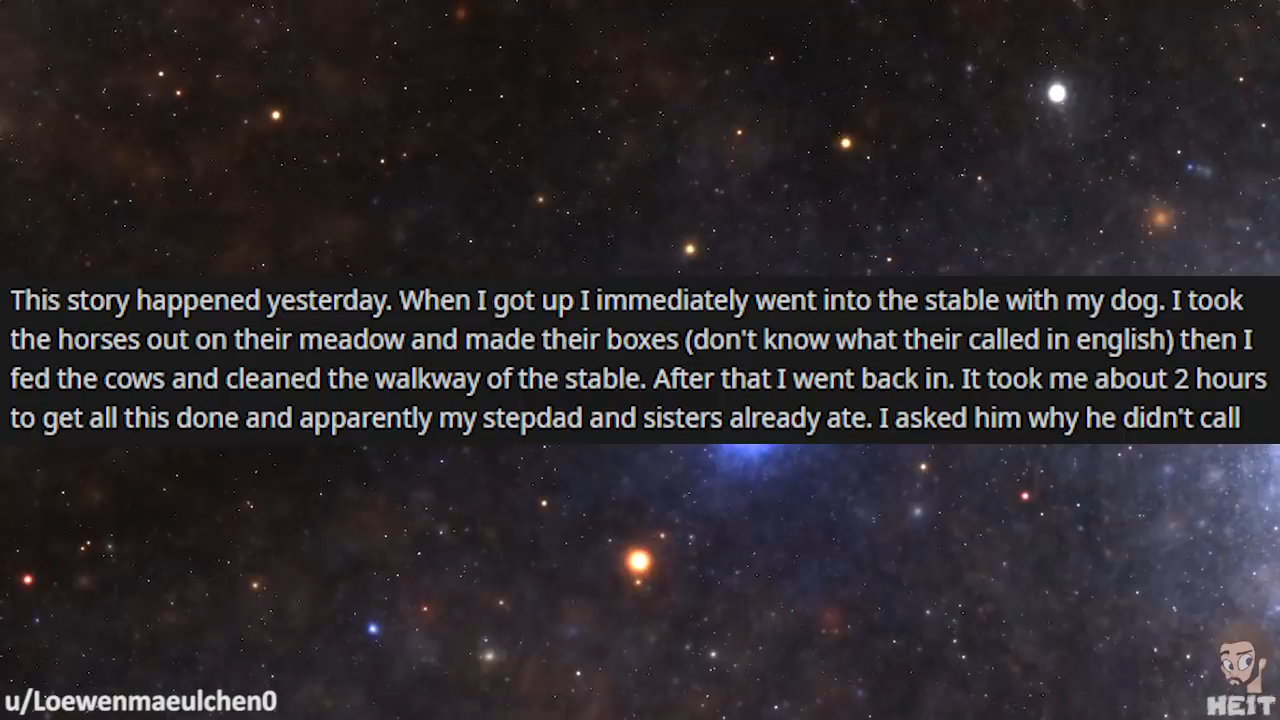 This story happened yesterday. When I got up I immediately went into the stable with my dog. I took
the horses out on their meadow and made their boxes (don't know what their called in english) then I
fed the cows and cleaned the walkway of the stable. After that I went back in. It took me about 2 hours
to get all this done and apparently my stepdad and sisters already ate. I asked him why he didn't call
u/Loewenmaeulchen0
HEIT